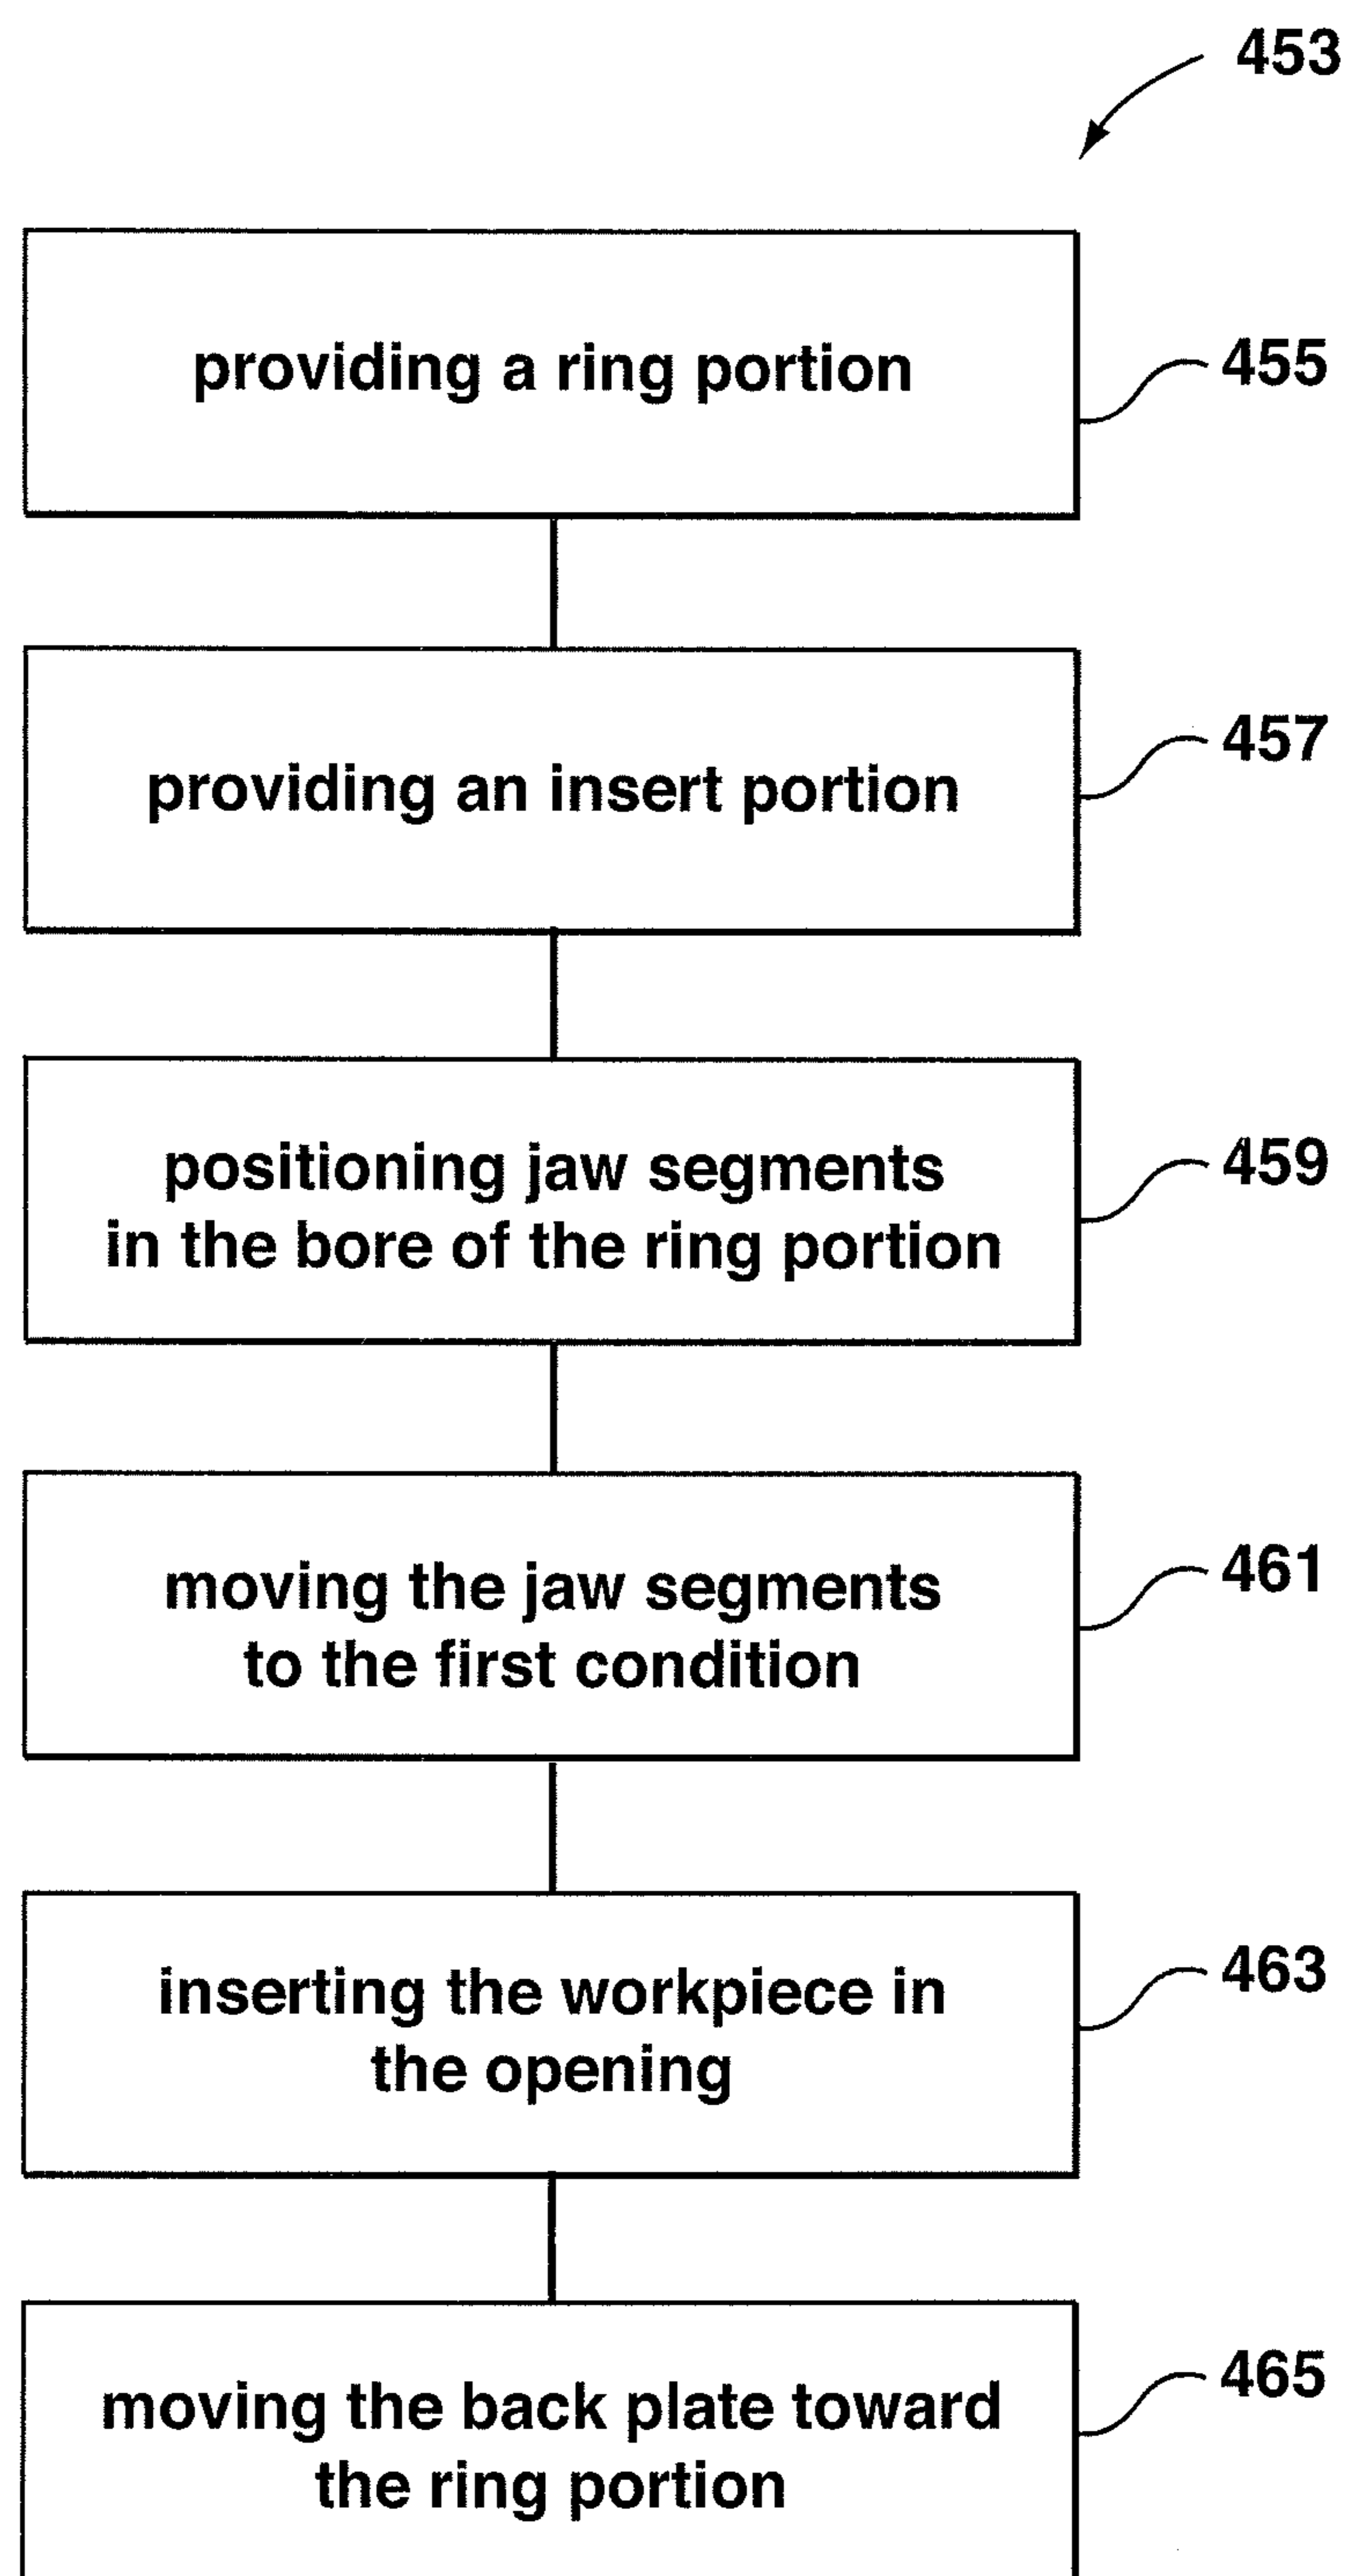 453
providing a ring portion
455
providing an insert portion
457
positioning jaw segments
in the bore of the ring portion
459
moving the jaw segments
to the first condition
461
inserting the workpiece in
the opening
463
moving the back plate toward
the ring portion
465